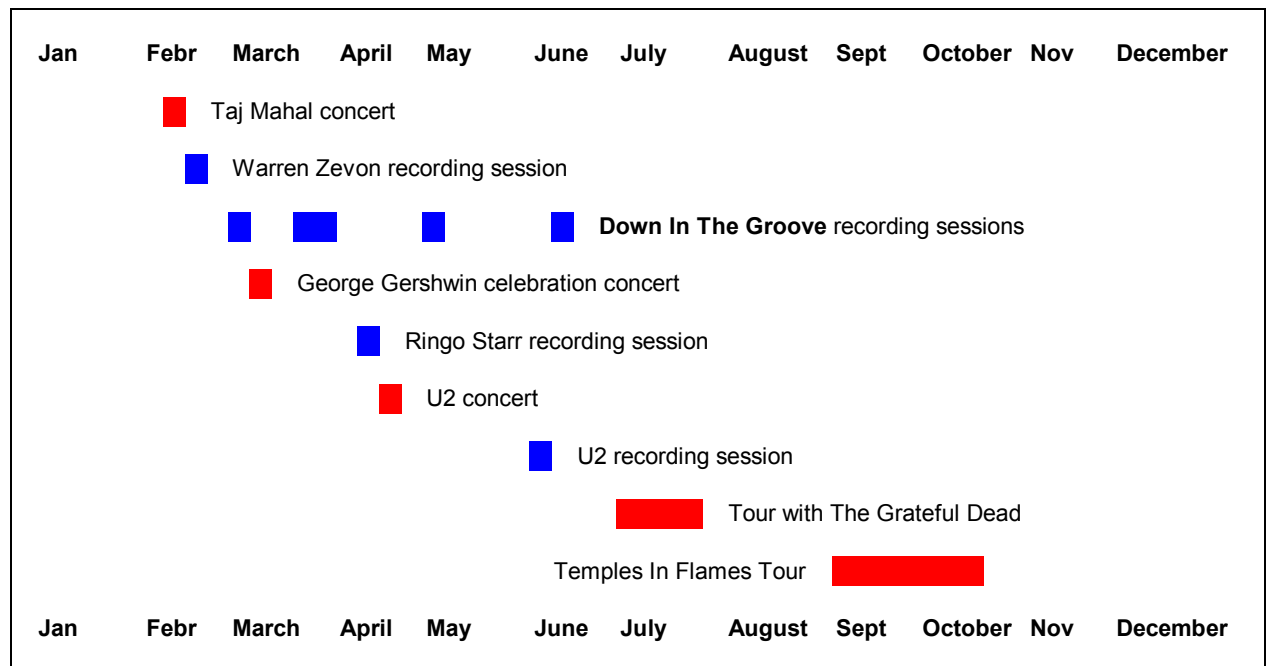 Jan Febr March April May June July August Sept October Nov December
Taj Mahal concert
Warren Zevon recording session
Down In The Groove recording sessions
George Gershwin celebration concert
Ringo Starr recording session
U2 concert
U2 recording session
Tour with The Grateful Dead
Temples In Flames Tour
Jan Febr March April May June July August Sept October Nov December